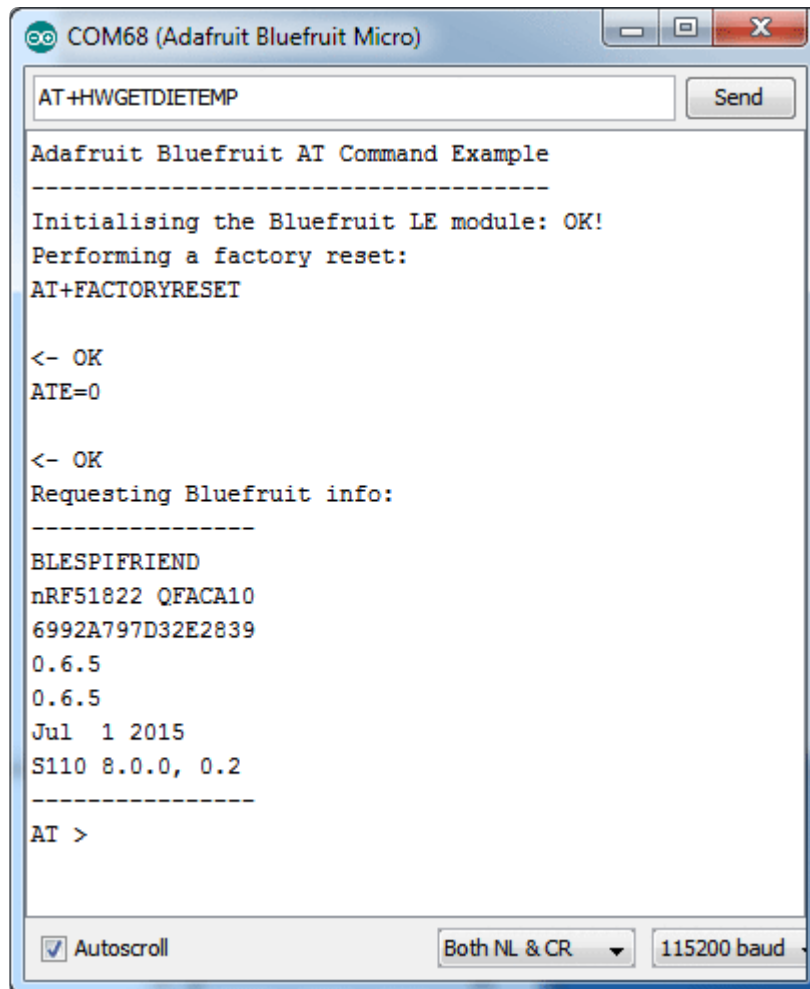 COM68 (Adafruit Bluefruit Micro)
AT+HWGETDIETEMP
Send
Adafruit Bluefruit AT Command Example
--------------------------------------
Initialising the Bluefruit LE module: OK!
Performing a factory reset:
AT+FACTORYRESET
<- OK
ATE=0
<- OK
Requesting Bluefruit info:
----------------
BLESPIFRIEND
nRF51822 QFACA10
6992A797D32E2839
0.6.5
0.6.5
Jul  1 2015
S110 8.0.0, 0.2
----------------
AT >
Autoscroll
Both NL & CR
115200 baud